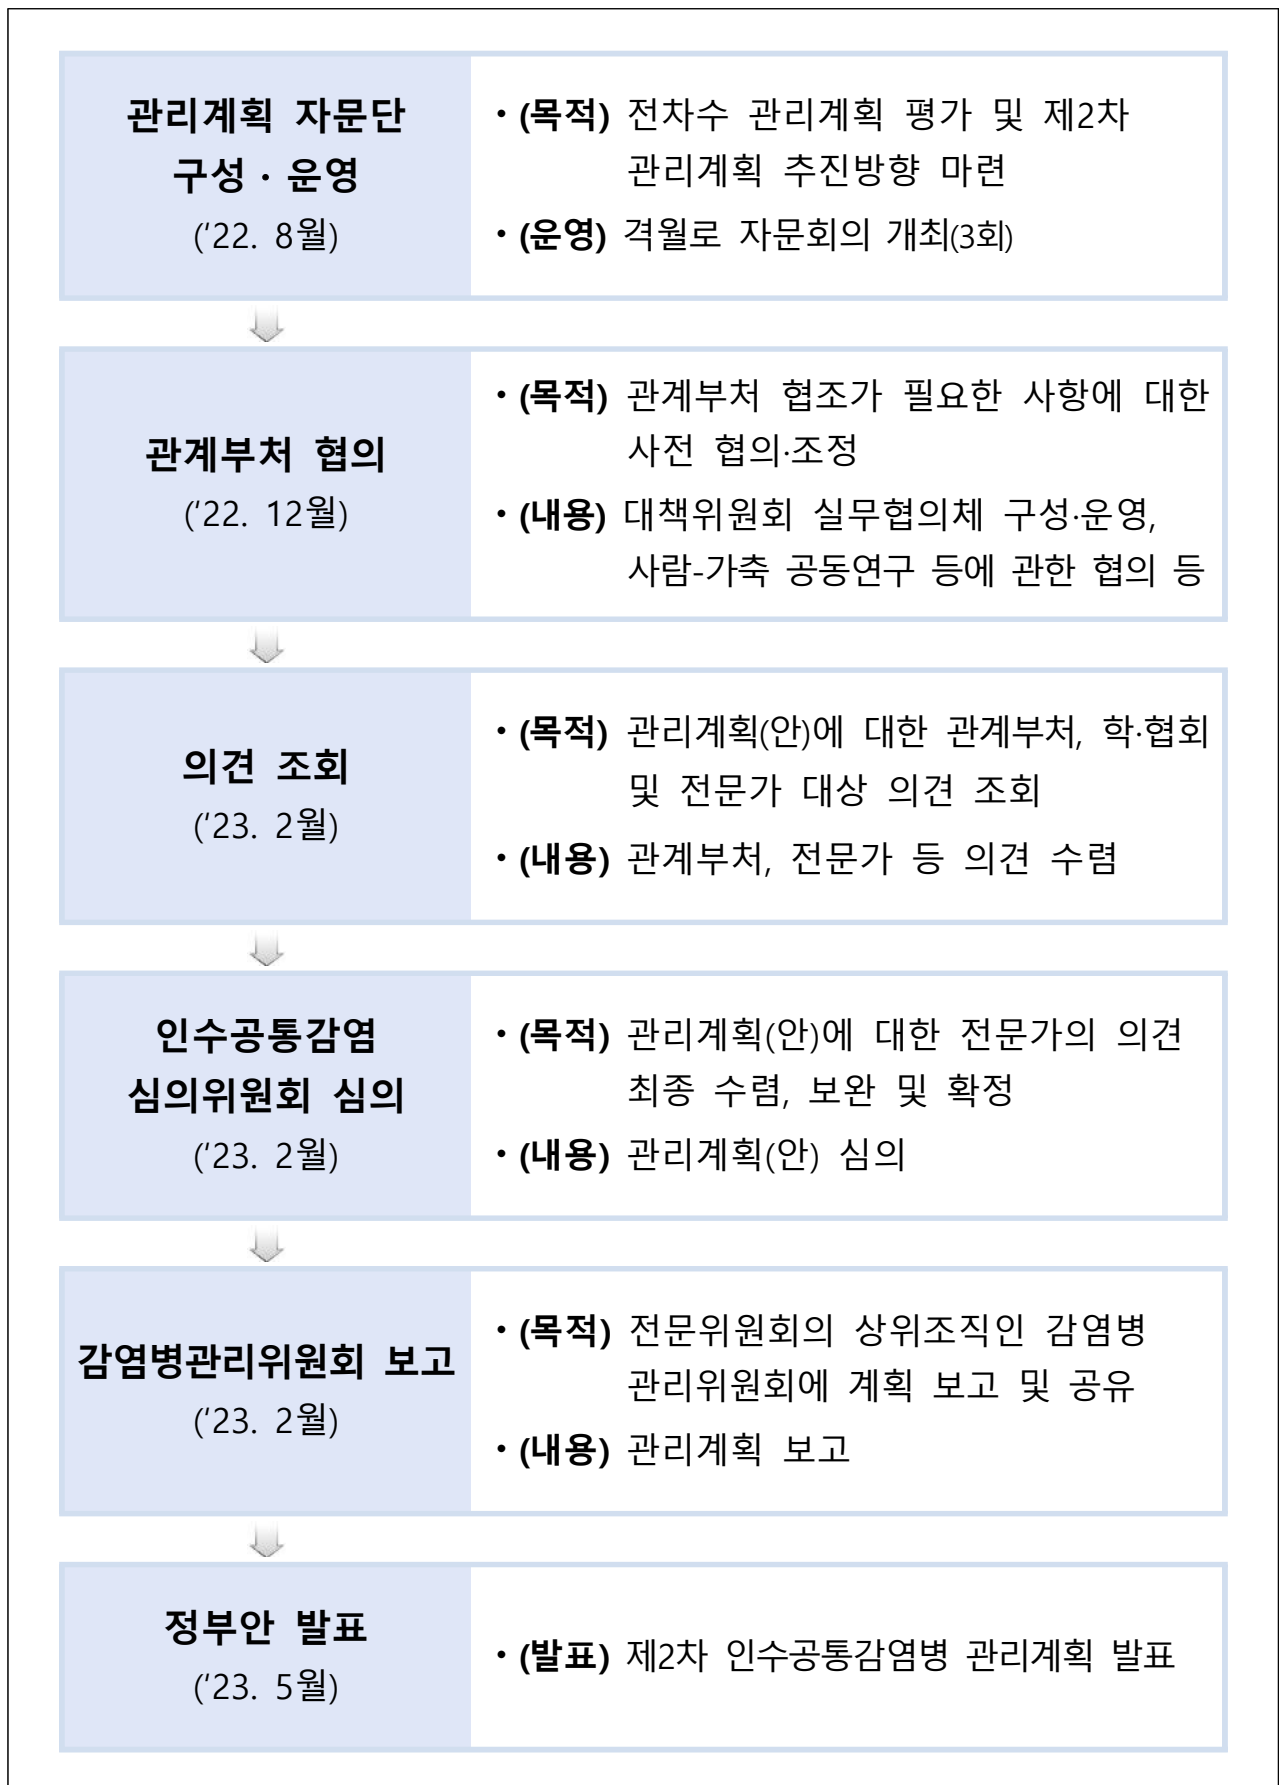 관리계획 자문단
구성 · 운영
(‘22. 8월)
· (목적) 전차수 관리계획 평가 및 제2차
관리계획 추진방향 마련
· (운영) 격월로 자문회의 개최(3회)
관계부처 협의
(‘22. 12월)
· (목적) 관계부처 협조가 필요한 사항에 대한
사전 협의·조정
· (내용) 대책위원회 실무협의체 구성·운영,
사람-가축 공동연구 등에 관한 협의 등
의견 조회
(‘23. 2월)
· (목적) 관리계획(안)에 대한 관계부처, 학·협회
및 전문가 대상 의견 조회
· (내용) 관계부처, 전문가 등 의견 수렴
인수공통감염
심의위원회 심의
(‘23. 2월)
· (목적) 관리계획(안)에 대한 전문가의 의견
최종 수렴, 보완 및 확정
· (내용) 관리계획(안) 심의
감염병관리위원회 보고
(‘23. 2월)
· (목적) 전문위원회의 상위조직인 감염병
관리위원회에 계획 보고 및 공유
· (내용) 관리계획 보고
정부안 발표
(‘23. 5월)
· (발표) 제2차 인수공통감염병 관리계획 발표